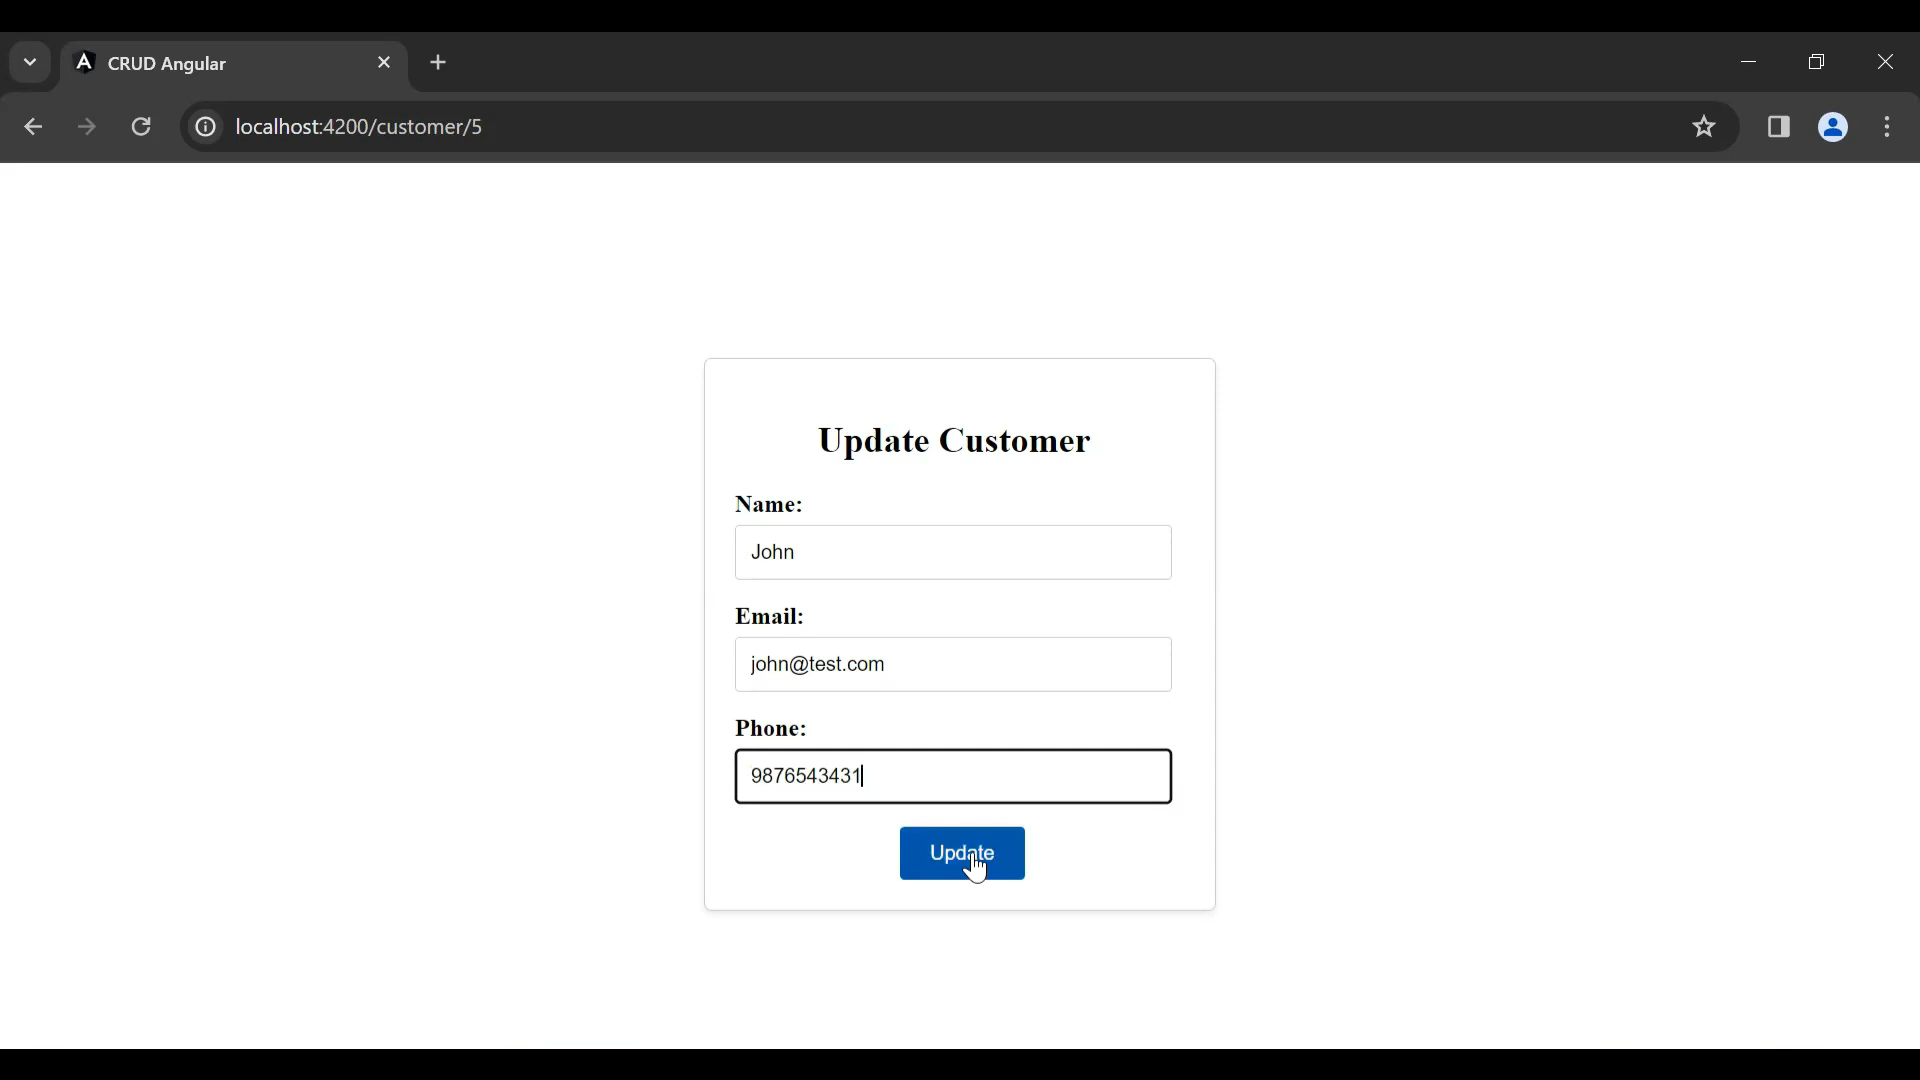 CRUD Angular
localhost:4200/customer/5
Update Customer
Name:
John
Email:
john@test.com
Phone:
9876543431
Update